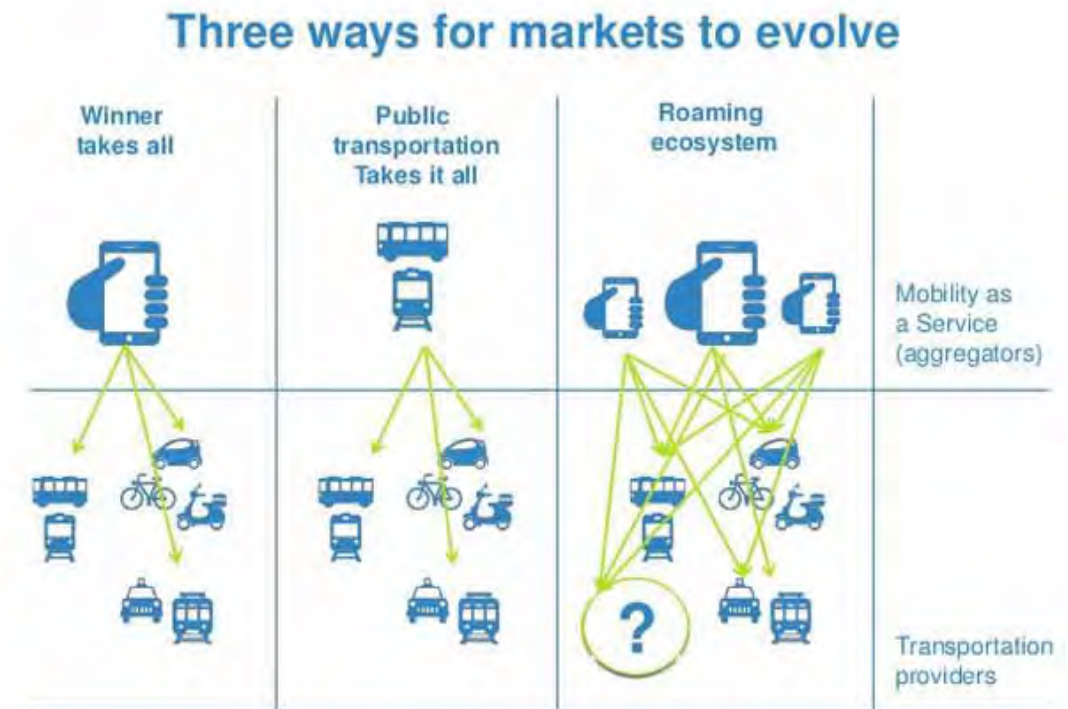 Three ways for markets to evolve
Winner
takes all
Public
transportation
Takes it all
Roaming
ecosystem
Mobility as
a Service
(aggregators)
?
Transportation
providers